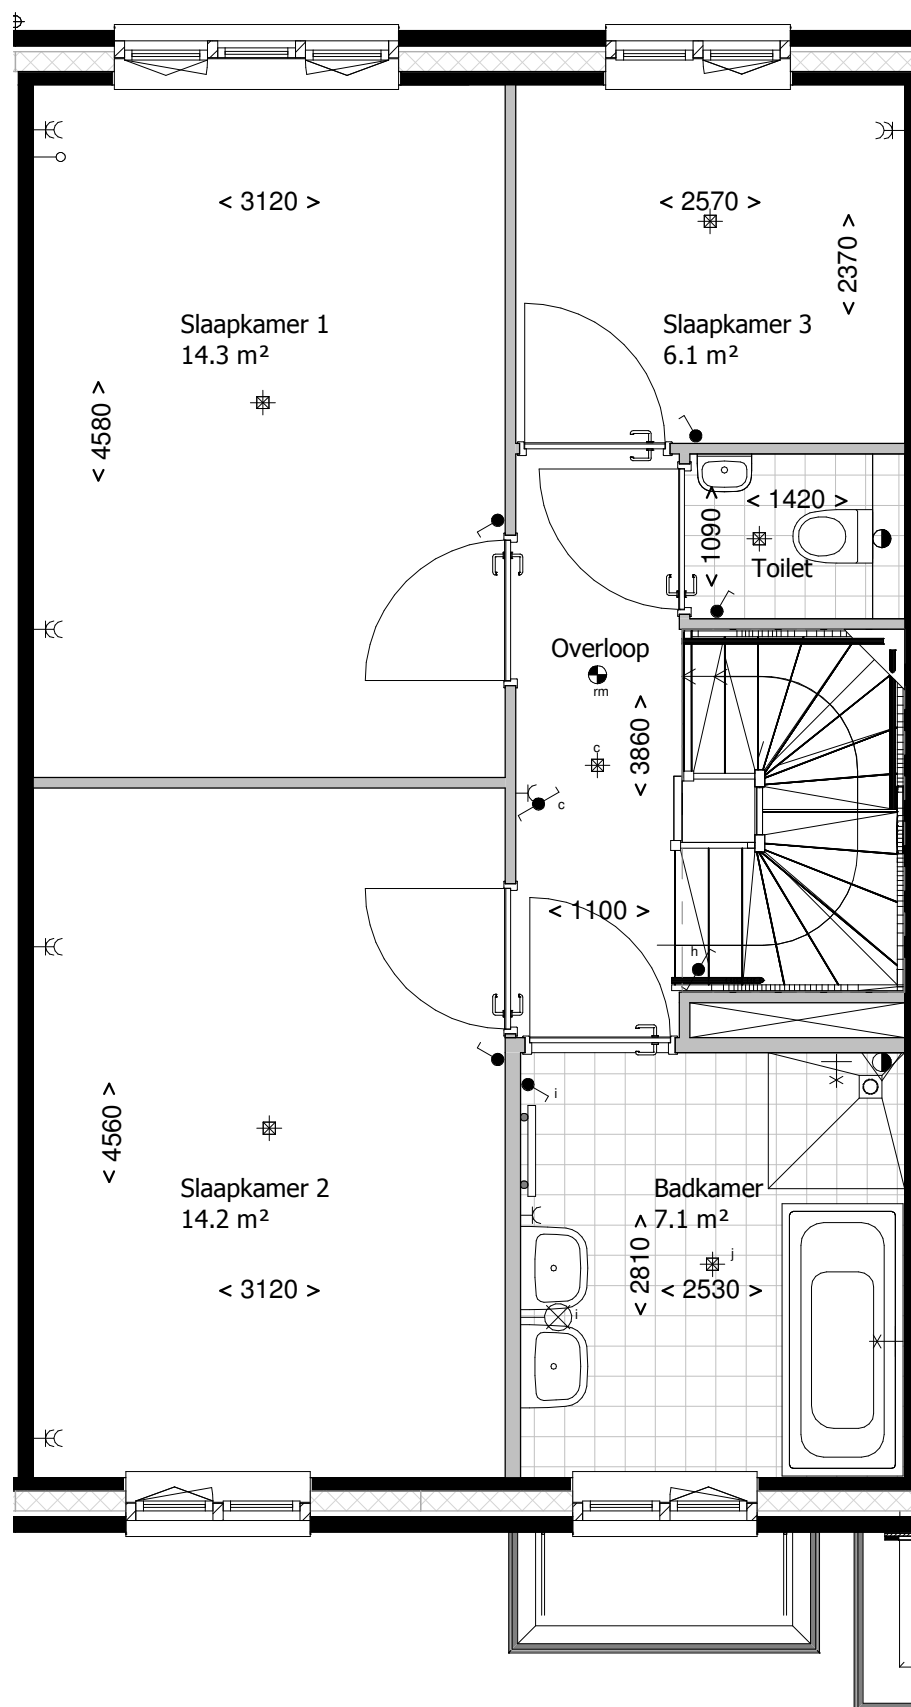 < 3120 >
< 2570 >
< 2370 >
Slaapkamer 1
14.3 m²
Slaapkamer 3
6.1 m²
< 4580 >
< 1420 >
< 1090 >
Toilet
Overloop
rm
< 3860 >
c
c
< 1100 >
h
i
< 4560 >
Slaapkamer 2
14.2 m²
Badkamer
7.1 m²
< 2810 >
j
< 3120 >
< 2530 >
i